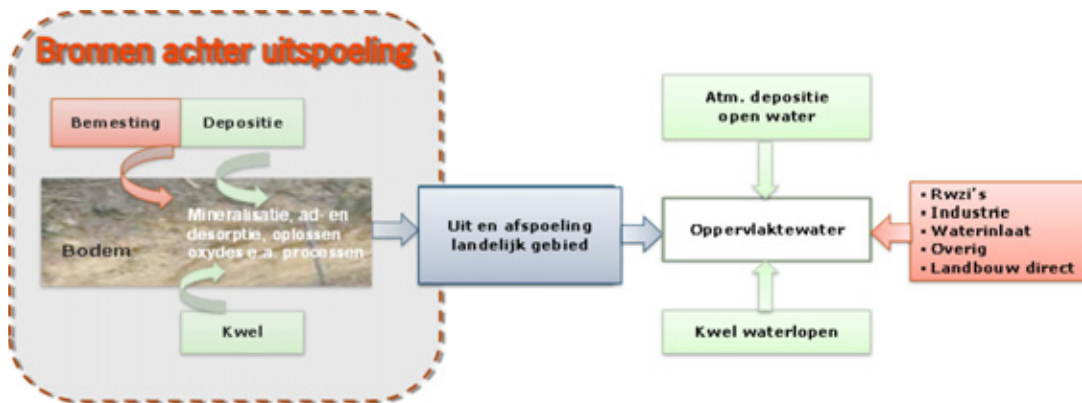 Bronnen achter uitspoeling
Bemesting
Depositie
Mineralisatie, ad- en
desorptie, oplossen
oxydes e.a. processen
Bodem
Kwel
Uit en afspoeling
landelijk gebied
Atm. depositie
open water
Oppervlaktewater
Kwel waterlopen
▪ Rwzi's
▪ Industrie
▪ Waterinlaat
▪ Overig
▪ Landbouw direct